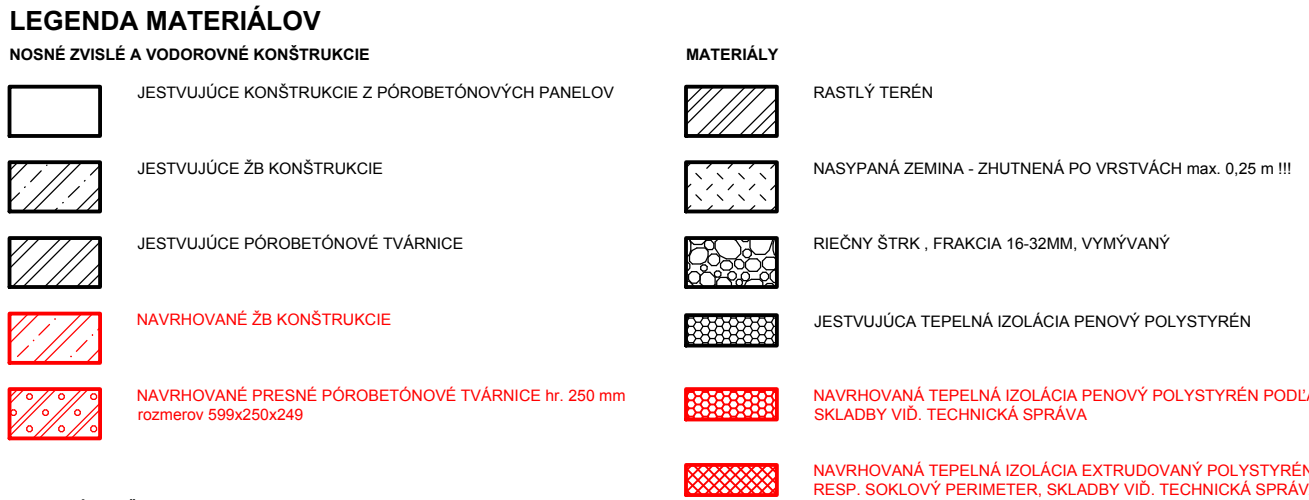 LEGENDA MATERIÁLOV
NOSNÉ ZVISLÉ A VODOROVNÉ KONŠTRUKCIE
JESTVUJÚCE KONŠTRUKCIE Z PÓROBETÓNOVÝCH PANELOV
JESTVUJÚCE ŽB KONŠTRUKCIE
JESTVUJÚCE PÓROBETÓNOVÉ TVÁRNICE
NAVRHOVANÉ ŽB KONŠTRUKCIE
NAVRHOVANÉ PRESNÉ PÓROBETÓNOVÉ TVÁRNICE hr. 250 mm
rozmerov 599x250x249
MATERIÁLY
RASTLÝ TERÉN
NASYPANÁ ZEMINA - ZHUTNENÁ PO VRSTVÁCH max. 0,25 m !!!
RIEČNY ŠTRK , FRAKCIA 16-32MM, VYMÝVANÝ
JESTVUJÚCA TEPELNÁ IZOLÁCIA PENOVÝ POLYSTYRÉN
NAVRHOVANÁ TEPELNÁ IZOLÁCIA PENOVÝ POLYSTYRÉN PODĽA
SKLADBY VIĎ. TECHNICKÁ SPRÁVA
NAVRHOVANÁ TEPELNÁ IZOLÁCIA EXTRUDOVANÝ POLYSTYRÉN
RESP. SOKLOVÝ PERIMETER, SKLADBY VIĎ. TECHNICKÁ SPRÁV